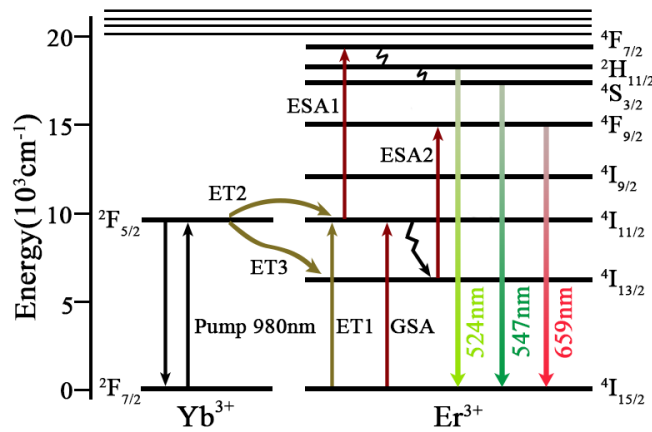 Energy(10³cm⁻¹)
20
15
10
5
0
²F₅/₂
²F₇/₂
Yb³⁺
Pump 980nm
ET2
ET3
ET1
GSA
ESA1
ESA2
524nm
547nm
659nm
⁴F₇/₂
²H₁₁/₂
⁴S₃/₂
⁴F₉/₂
⁴I₉/₂
⁴I₁₁/₂
⁴I₁₃/₂
⁴I₁₅/₂
Er³⁺